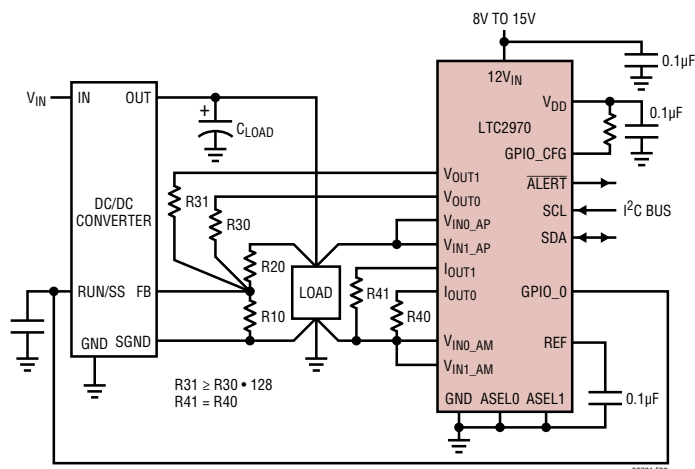 8V TO 15V
0.1µF
12VIN
VIN
IN
OUT
VDD
0.1µF
+
CLOAD
LTC2970
GPIO_CFG
VOUT1
R31
ALERT
DC/DC
CONVERTER
R30
VOUT0
SCL
I2C BUS
VIN0_AP
SDA
R20
VIN1_AP
IOUT1
RUN/SS
FB
LOAD
R41
IOUT0
GPIO_0
R10
R40
GND
SGND
VIN0_AM
REF
VIN1_AM
R31 ≥ R30 • 128
R41 = R40
0.1µF
GND
ASEL0
ASEL1